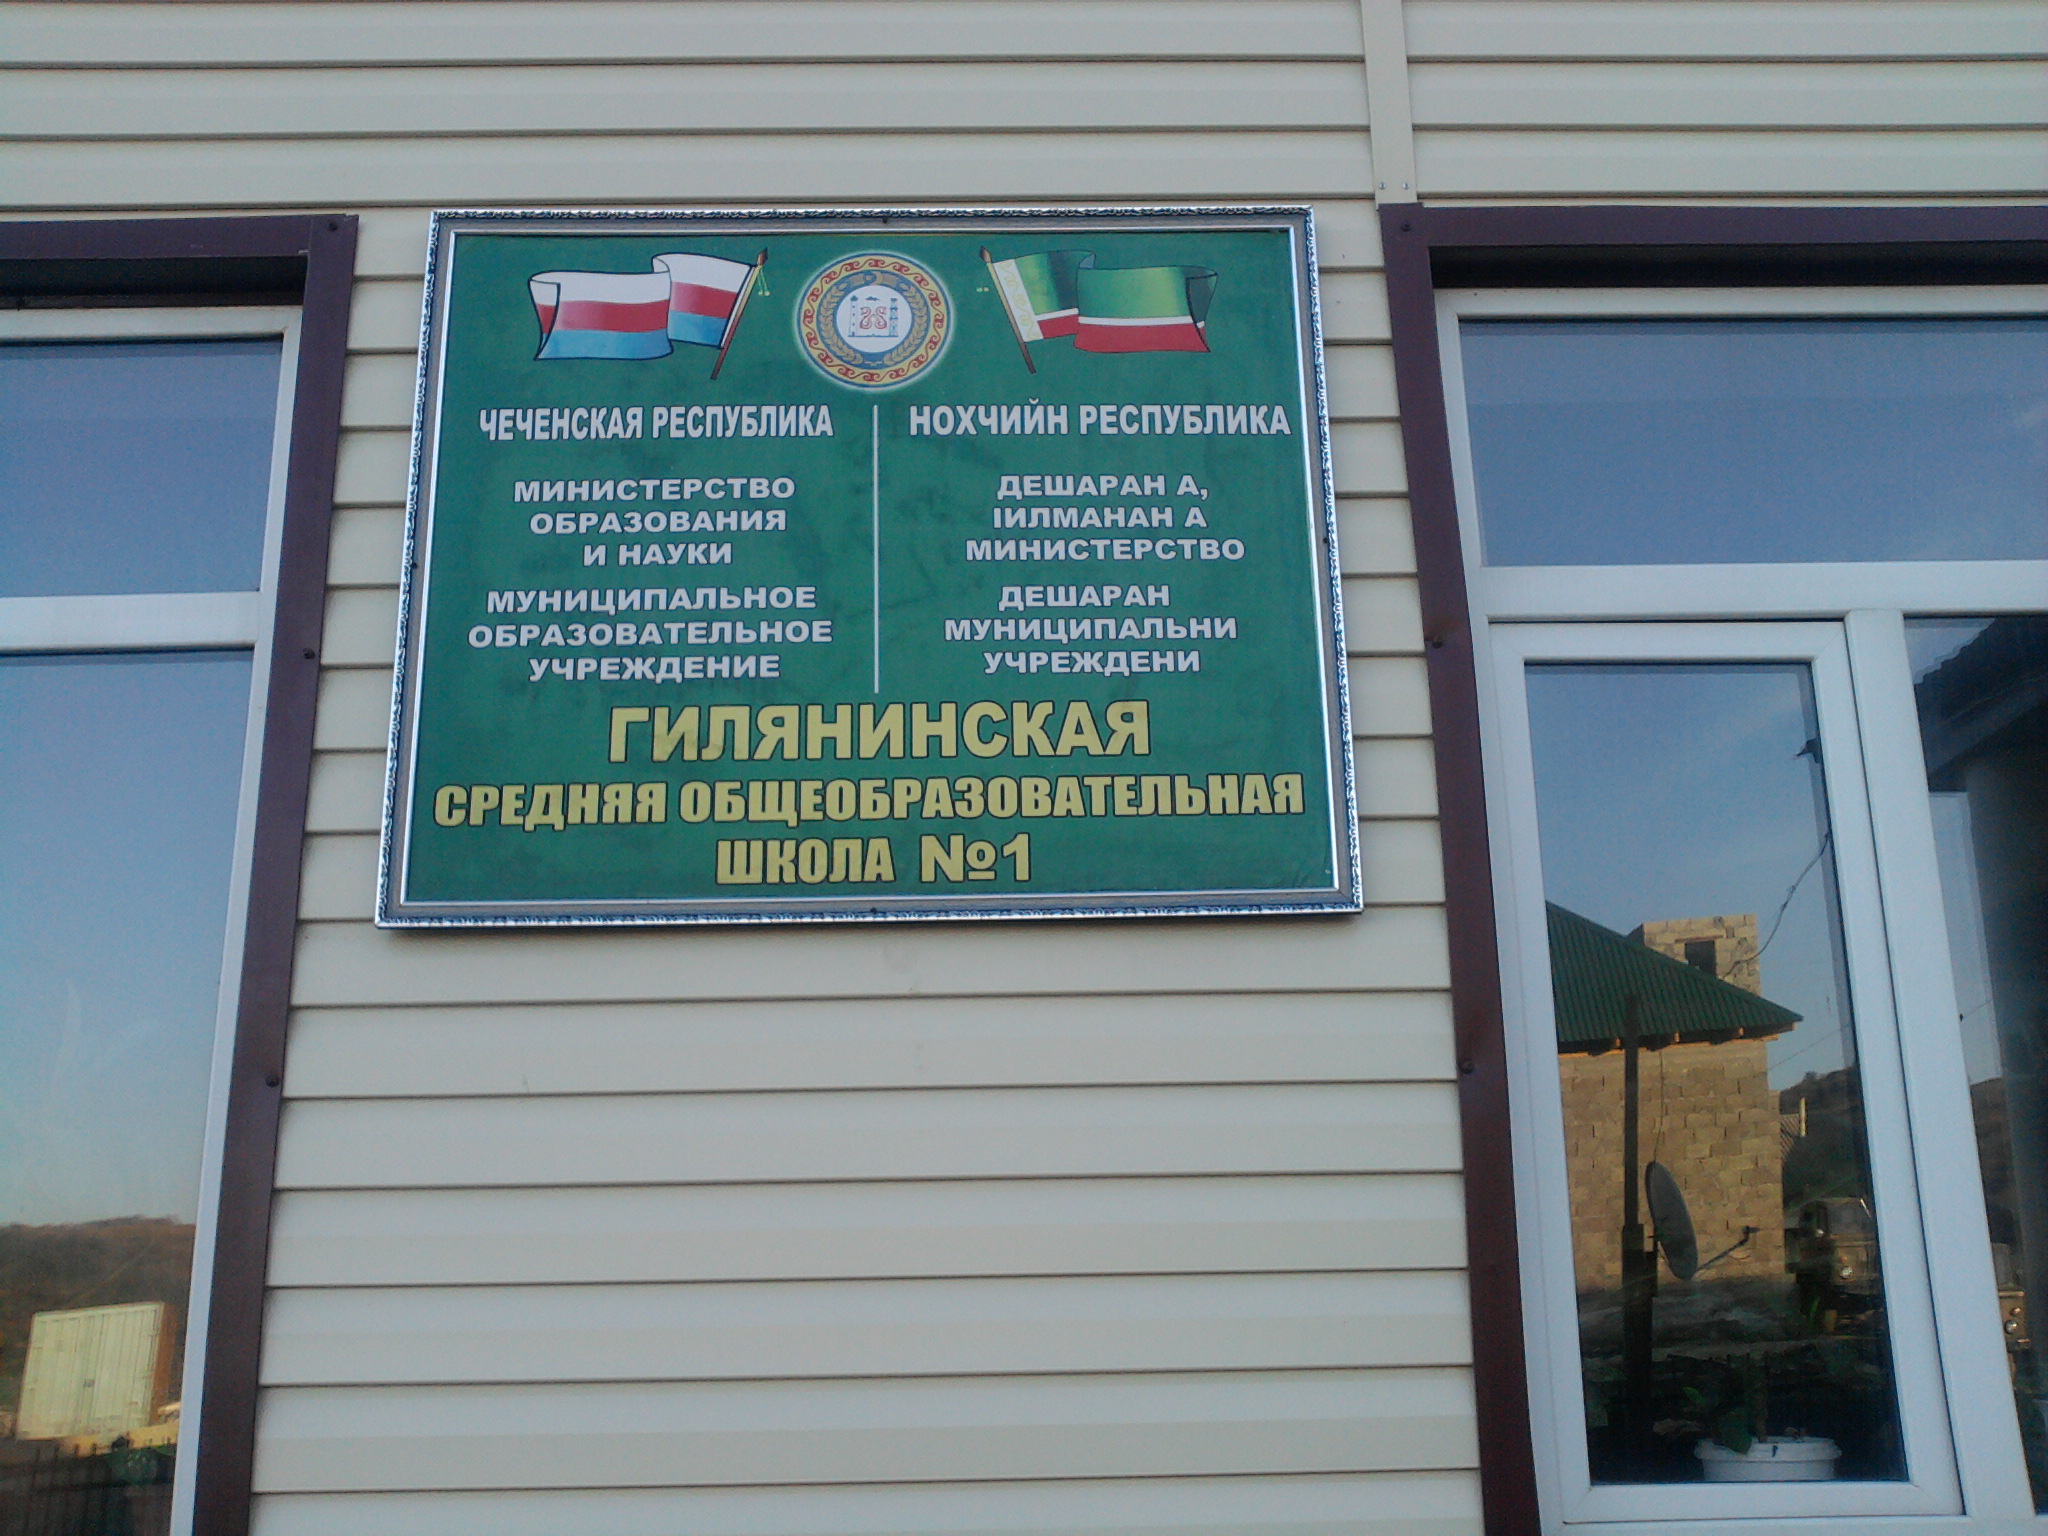 ЧЕЧЕНСКАЯ РЕСПУБЛИКА
МИНИСТЕРСТВО
ОБРАЗОВАНИЯ
И НАУКИ
МУНИЦИПАЛЬНОЕ
ОБРАЗОВАТЕЛЬНОЕ
УЧРЕЖДЕНИЕ
НОХЧИЙН РЕСПУБЛИКА
ДЕШАРАН А,
IИЛМАНАН А
МИНИСТЕРСТВО
ДЕШАРАН
МУНИЦИПАЛЬНИ
УЧРЕЖДЕНИ
ГИЛЯНИНСКАЯ
СРЕДНЯЯ ОБЩЕОБРАЗОВАТЕЛЬНАЯ
ШКОЛА №1